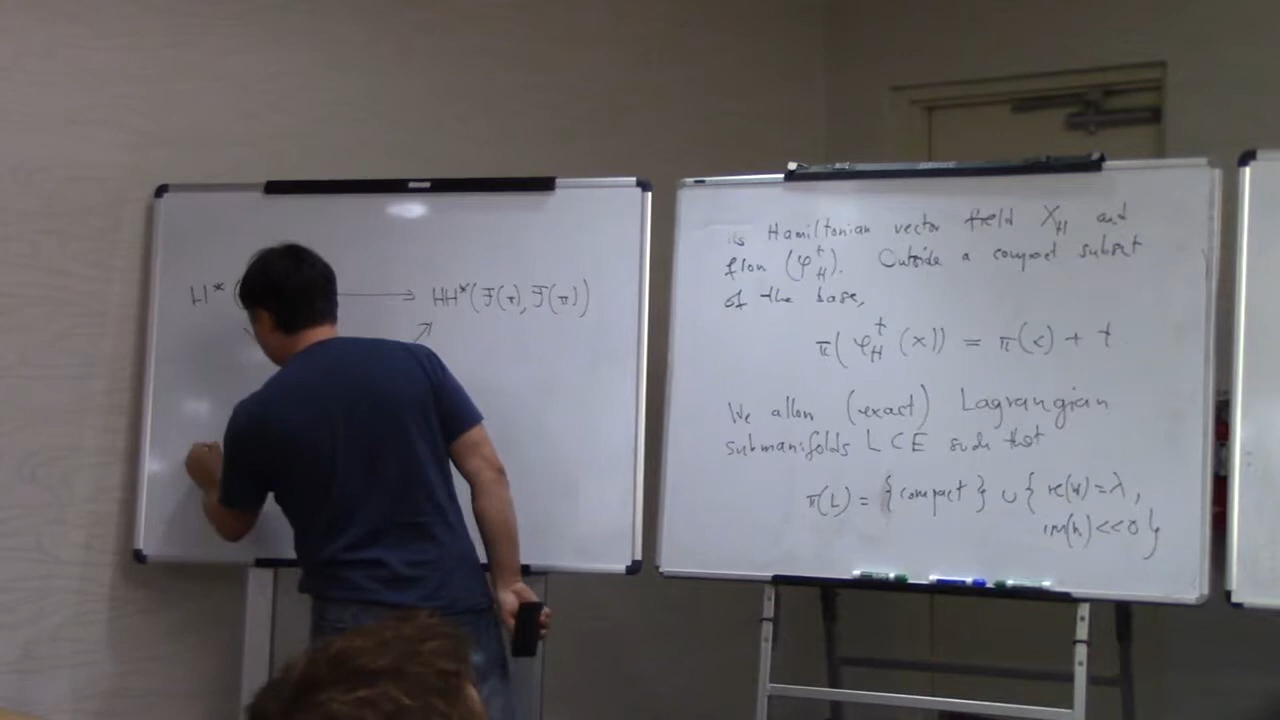 H* (
HH*(F(π), F(π))
its Hamiltonian vector field X_H and
flow (φ_H^t). Outside a compact subset
of the base,
π(φ_H^t(x)) = π(x) + t
We allow (exact) Lagrangian
submanifolds L ⊂ E such that
π(L) = {compact} ∪ { re(w) = λ,
im(w) << 0 }